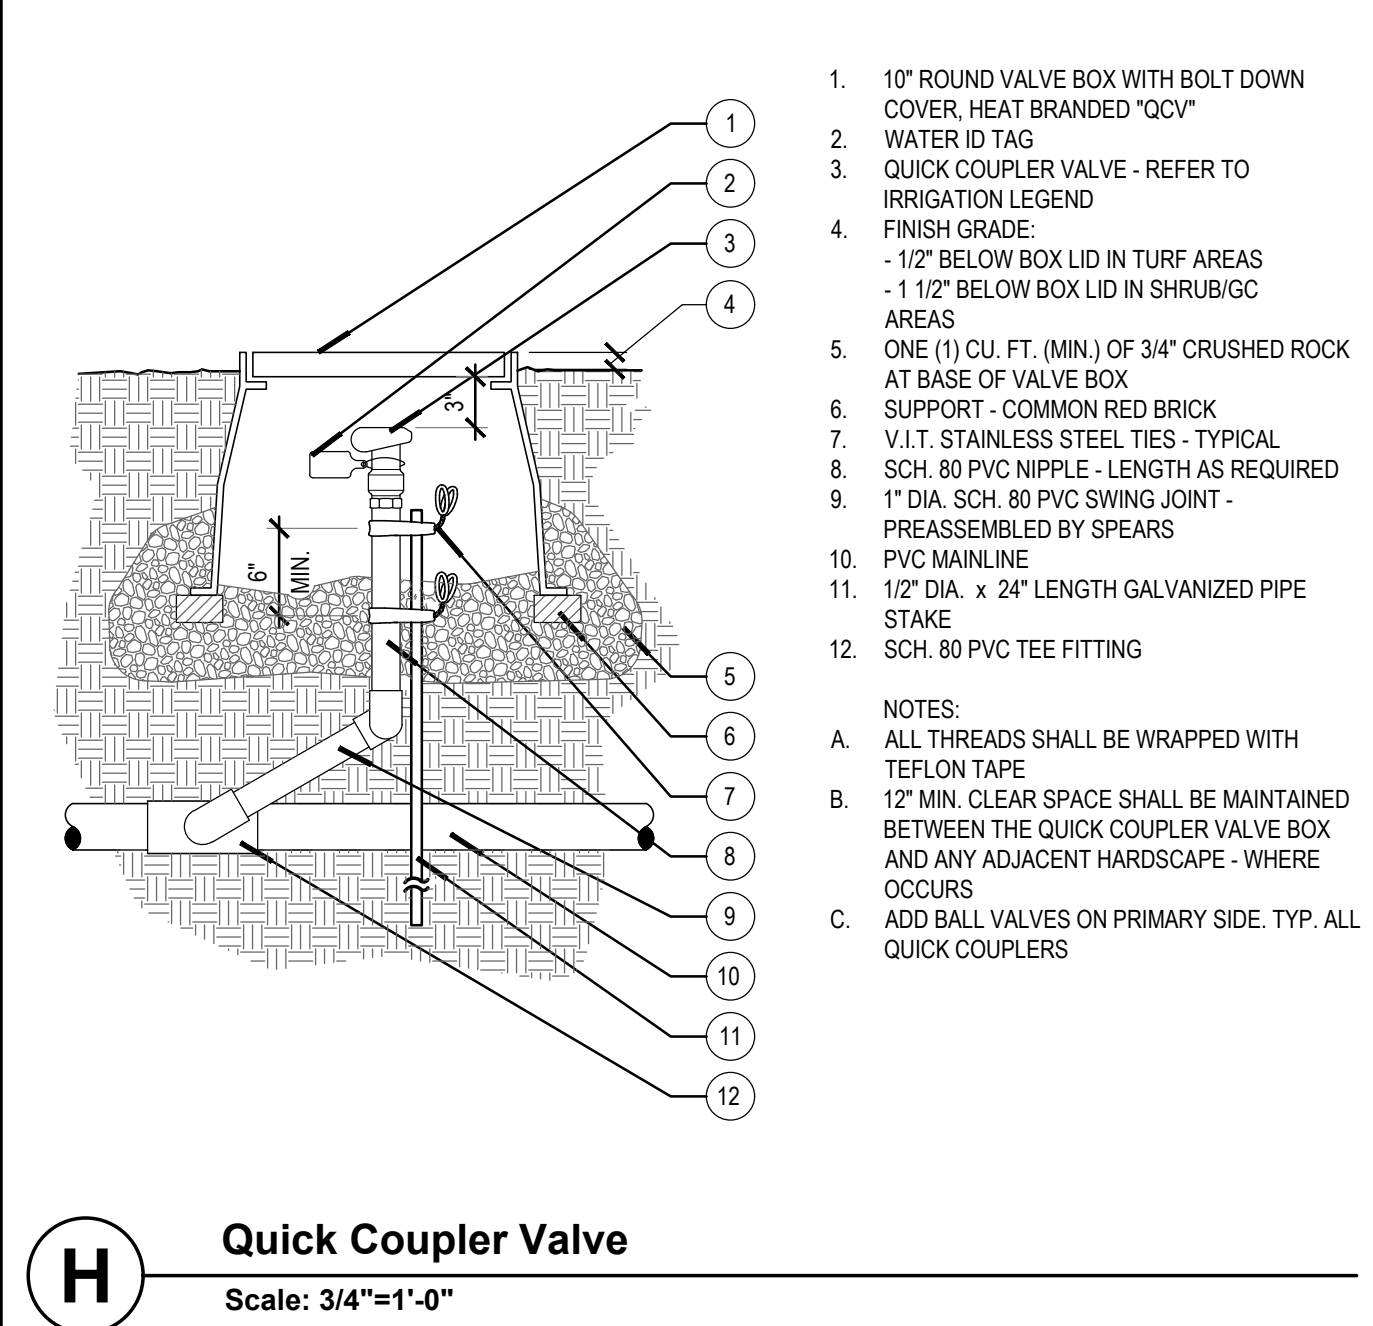 1
2
3
4
3"
6"
MIN.
5
6
7
8
9
10
11
12
1. 10" ROUND VALVE BOX WITH BOLT DOWN
COVER, HEAT BRANDED "QCV"
2. WATER ID TAG
3. QUICK COUPLER VALVE - REFER TO
IRRIGATION LEGEND
4. FINISH GRADE:
- 1/2" BELOW BOX LID IN TURF AREAS
- 1 1/2" BELOW BOX LID IN SHRUB/GC
AREAS
5. ONE (1) CU. FT. (MIN.) OF 3/4" CRUSHED ROCK
AT BASE OF VALVE BOX
6. SUPPORT - COMMON RED BRICK
7. V.I.T. STAINLESS STEEL TIES - TYPICAL
8. SCH. 80 PVC NIPPLE - LENGTH AS REQUIRED
9. 1" DIA. SCH. 80 PVC SWING JOINT -
PREASSEMBLED BY SPEARS
10. PVC MAINLINE
11. 1/2" DIA. x 24" LENGTH GALVANIZED PIPE
STAKE
12. SCH. 80 PVC TEE FITTING
NOTES:
A. ALL THREADS SHALL BE WRAPPED WITH
TEFLON TAPE
B. 12" MIN. CLEAR SPACE SHALL BE MAINTAINED
BETWEEN THE QUICK COUPLER VALVE BOX
AND ANY ADJACENT HARDSCAPE - WHERE
OCCURS
C. ADD BALL VALVES ON PRIMARY SIDE. TYP. ALL
QUICK COUPLERS
H
Quick Coupler Valve
Scale: 3/4"=1'-0"